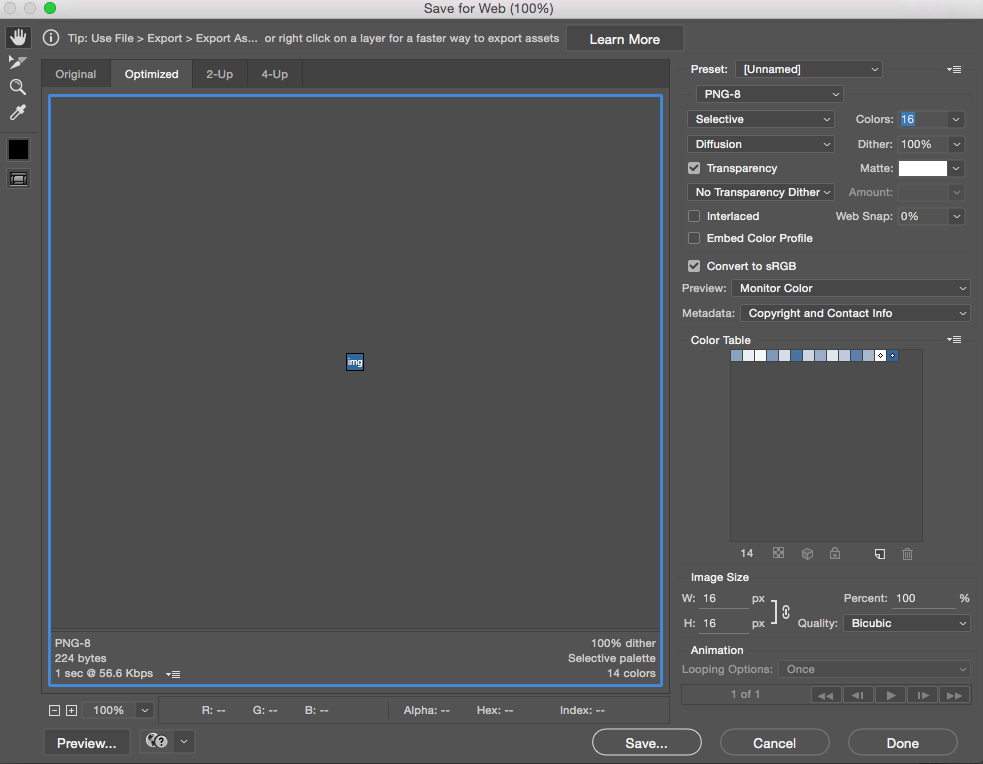 Save for Web (100%)
Tip: Use File > Export > Export As... or right click on a layer for a faster way to export assets
Learn More
Original
Optimized
2-Up
4-Up
img
PNG-8
100% dither
224 bytes
Selective palette
1 sec @ 56.6 Kbps
14 colors
100%
R: --
G: --
B: --
Alpha: --
Hex: --
Index: --
Preview...
Preset: [Unnamed]
PNG-8
Selective
Colors: 16
Diffusion
Dither: 100%
Transparency
Matte:
No Transparency Dither
Amount:
Interlaced
Web Snap: 0%
Embed Color Profile
Convert to sRGB
Preview: Monitor Color
Metadata: Copyright and Contact Info
Color Table
14
Image Size
W: 16 px
Percent: 100 %
H: 16 px
Quality: Bicubic
Animation
Looping Options: Once
1 of 1
Save...
Cancel
Done